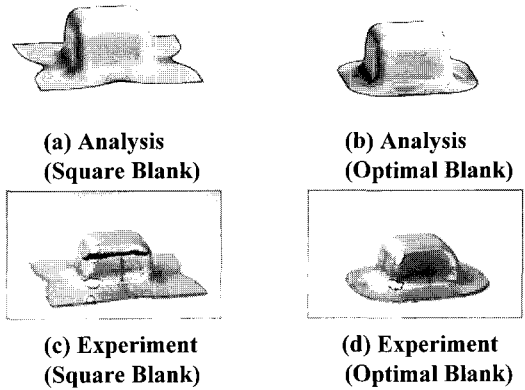 (a) Analysis
(Square Blank)
(b) Analysis
(Optimal Blank)
(c) Experiment
(Square Blank)
(d) Experiment
(Optimal Blank)